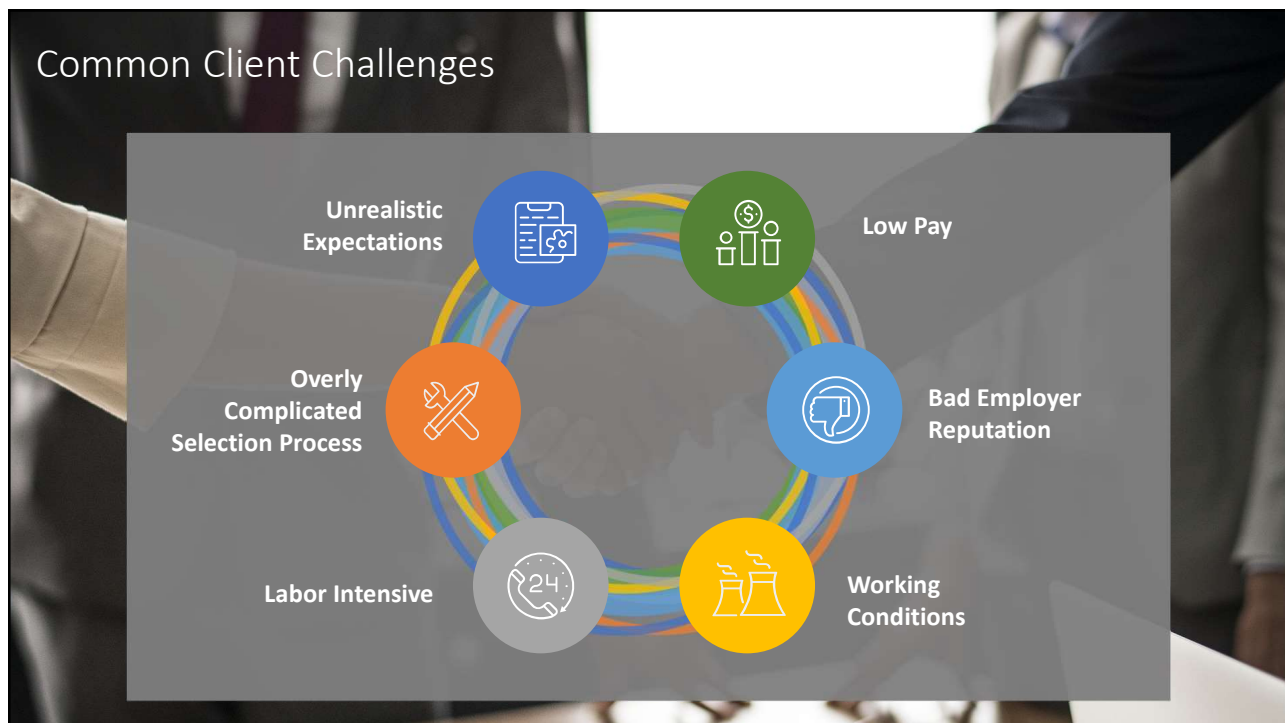 Common Client Challenges
Unrealistic
Expectations
$
Low Pay
Overly
Complicated
Selection Process
Bad Employer
Reputation
Labor Intensive
24
Working
Conditions